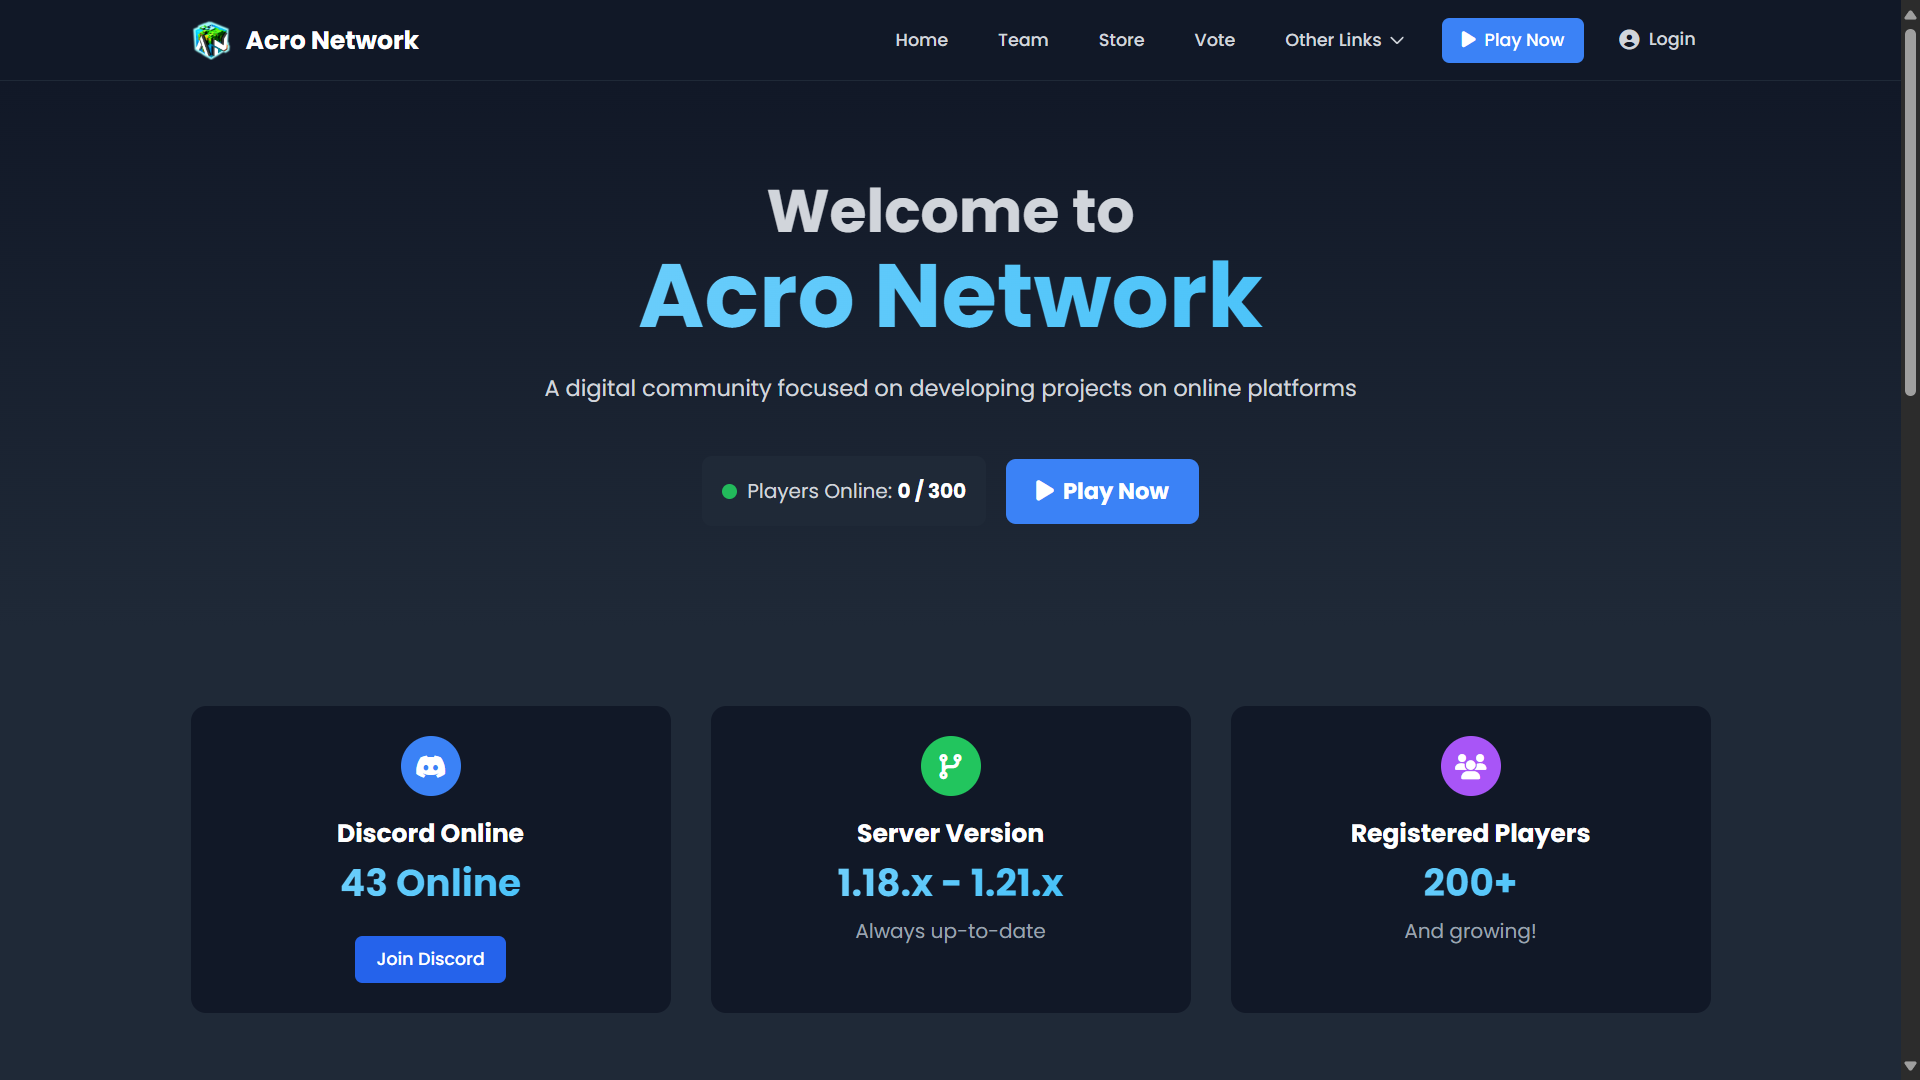 Acro Network
Home Team Store Vote Other Links Play Now Login
Welcome to
Acro Network
A digital community focused on developing projects on online platforms
Players Online: 0 / 300
Play Now
Discord Online
43 Online
Join Discord
Server Version
1.18.x - 1.21.x
Always up-to-date
Registered Players
200+
And growing!